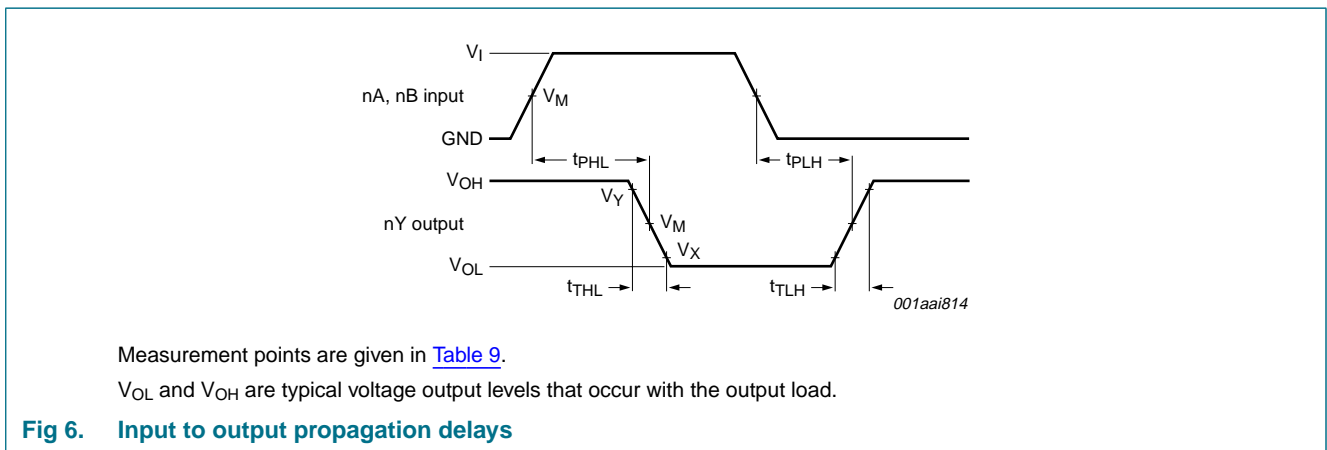 VI
nA, nB input
VM
GND
tPHL
tPLH
VOH
VY
nY output
VM
VX
VOL
tTHL
tTLH
001aai814
Measurement points are given in Table 9.
VOL and VOH are typical voltage output levels that occur with the output load.
Fig 6. Input to output propagation delays